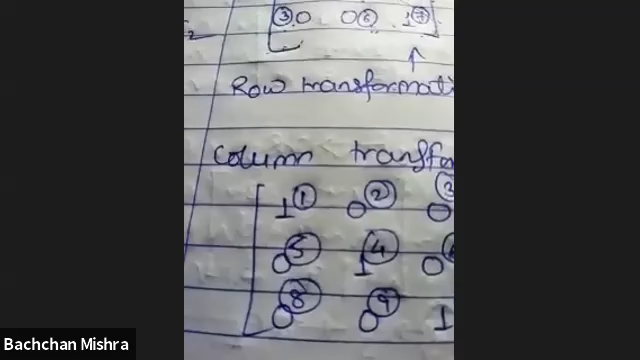 ③0 0⑥ 1⑦
Row transformati
Column transfo
1① 0② 0③
0⑤ 1④ 0
0⑧ 0⑨ 1
Bachchan Mishra